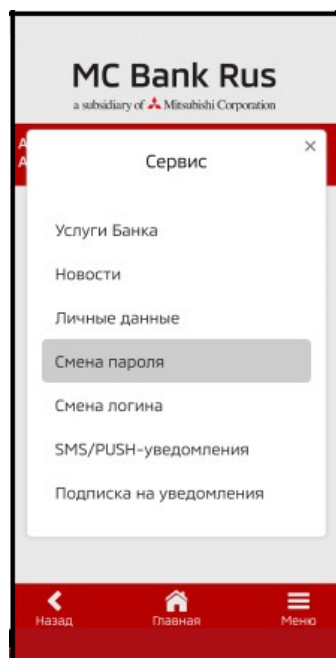 MC Bank Rus
a subsidiary of Mitsubishi Corporation
А
А
Сервис
×
Услуги Банка
Новости
Личные данные
Смена пароля
Смена логина
SMS/PUSH-уведомления
Подписка на уведомления
Назад
Главная
Меню